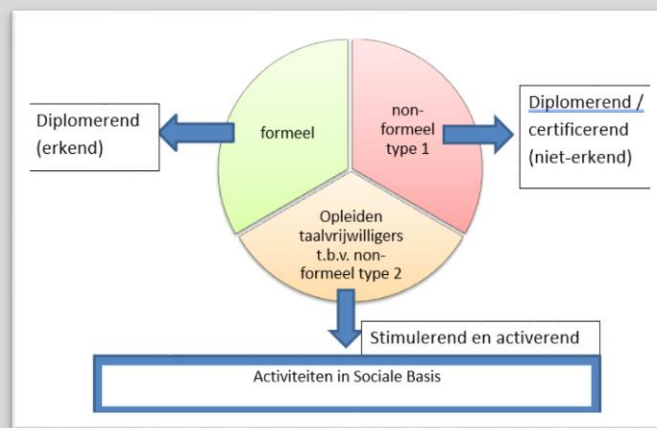 Diplomerend
(erkend)
formeel
non-
formeel
type 1
Diplomerend /
certificerend
(niet-erkend)
Opleiden
taalvrijwilligers
t.b.v. non-
formeel type 2
Stimulerend en activerend
Activiteiten in Sociale Basis